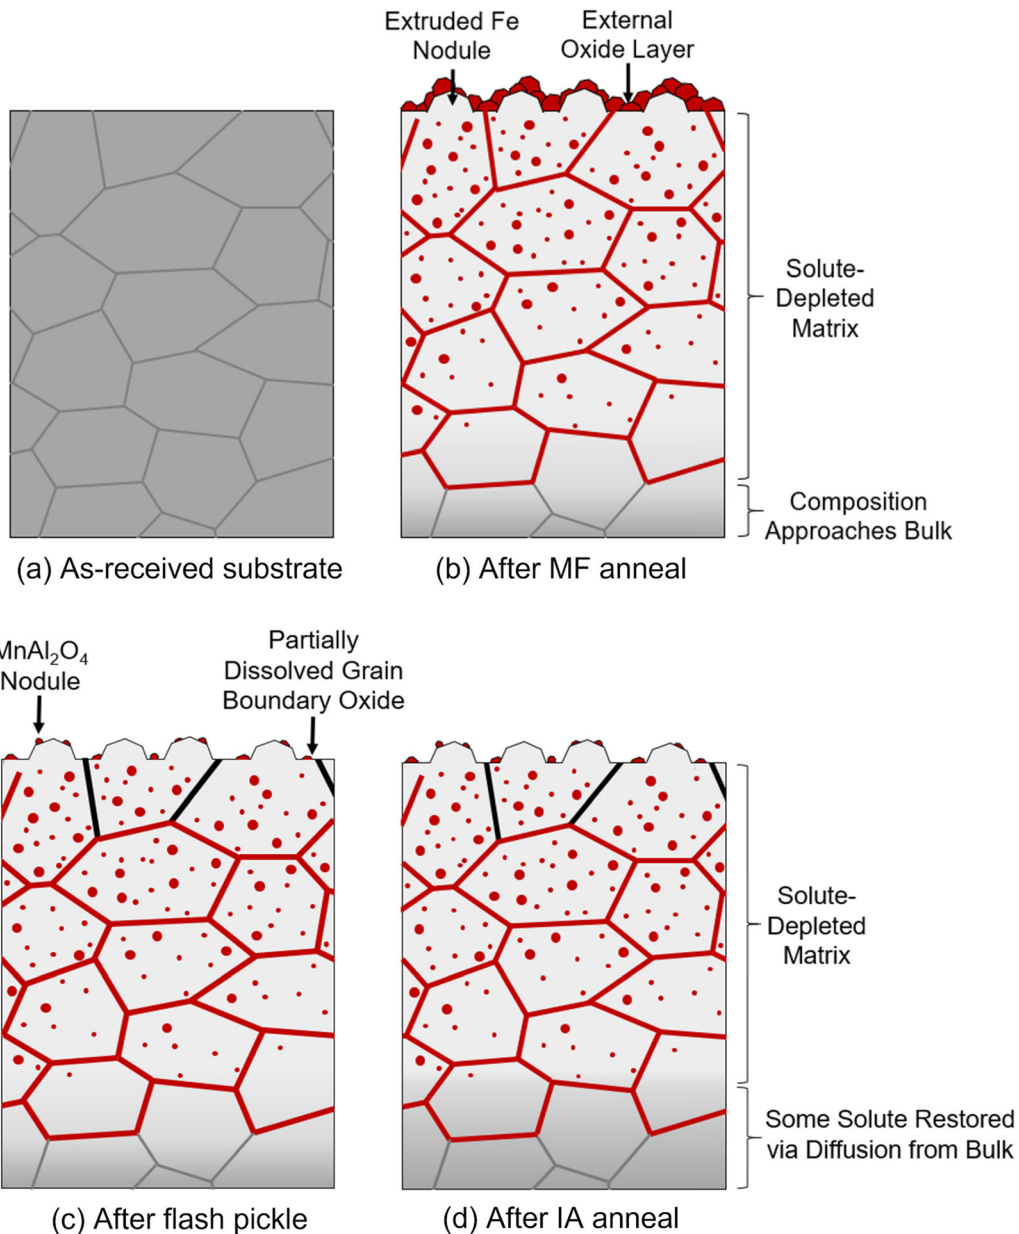 Extruded Fe
Nodule
External
Oxide Layer
Solute-
Depleted
Matrix
Composition
Approaches Bulk
(a) As-received substrate
(b) After MF anneal
MnAl₂O₄
Nodule
Partially
Dissolved Grain
Boundary Oxide
Solute-
Depleted
Matrix
Some Solute Restored
via Diffusion from Bulk
(c) After flash pickle
(d) After IA anneal